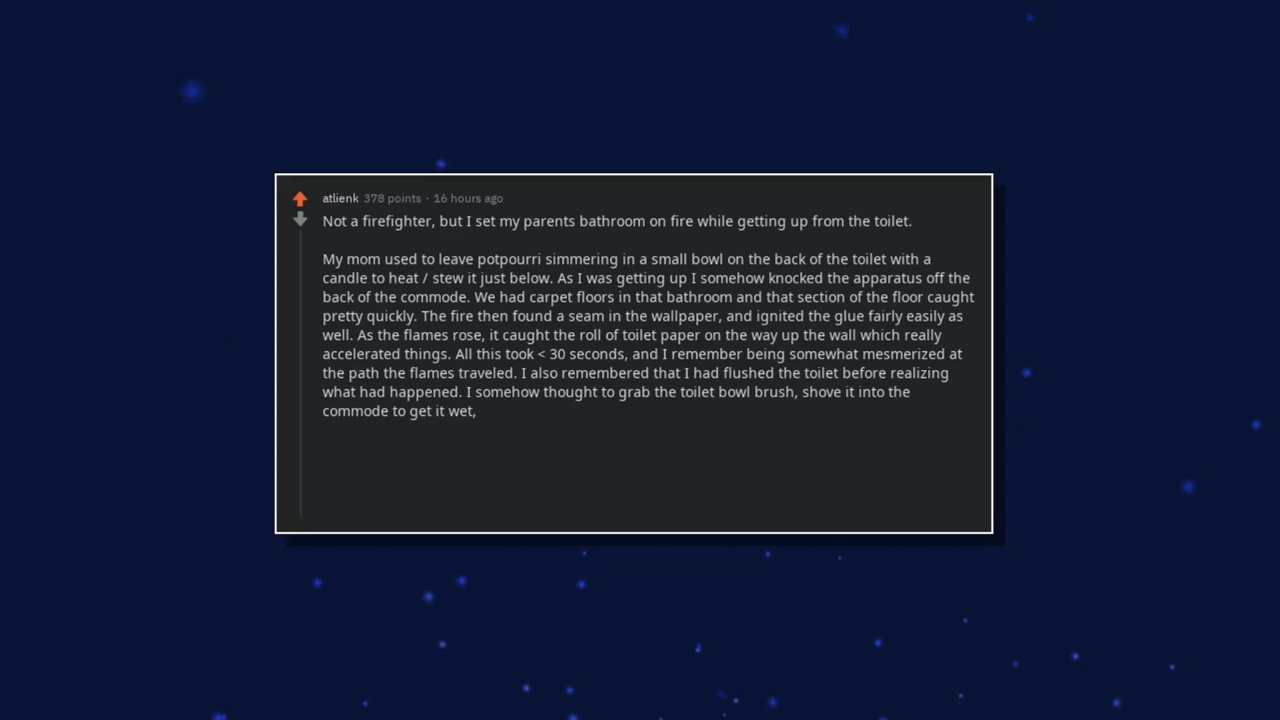 atlienk 378 points · 16 hours ago
Not a firefighter, but I set my parents bathroom on fire while getting up from the toilet.
My mom used to leave potpourri simmering in a small bowl on the back of the toilet with a
candle to heat / stew it just below. As I was getting up I somehow knocked the apparatus off the
back of the commode. We had carpet floors in that bathroom and that section of the floor caught
pretty quickly. The fire then found a seam in the wallpaper, and ignited the glue fairly easily as
well. As the flames rose, it caught the roll of toilet paper on the way up the wall which really
accelerated things. All this took < 30 seconds, and I remember being somewhat mesmerized at
the path the flames traveled. I also remembered that I had flushed the toilet before realizing
what had happened. I somehow thought to grab the toilet bowl brush, shove it into the
commode to get it wet,